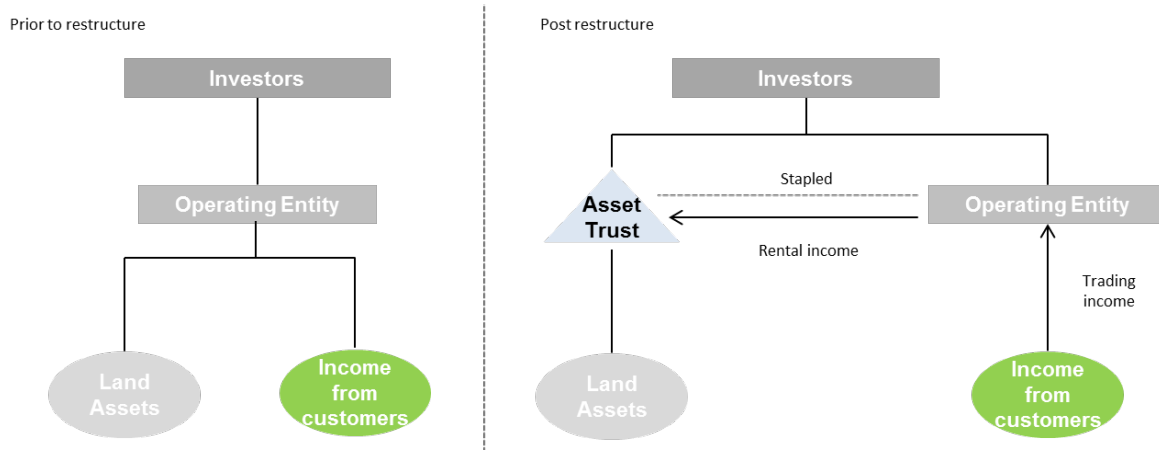 Prior to restructure
Investors
Operating Entity
Land
Assets
Income
from
customers
Post restructure
Investors
Stapled
Asset
Trust
Operating Entity
Rental income
Trading
income
Land
Assets
Income
from
customers